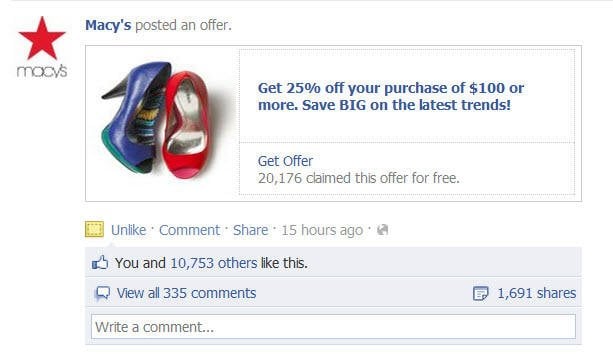 Macy's posted an offer.
macy's
Get 25% off your purchase of $100 or
more. Save BIG on the latest trends!
Get Offer
20,176 claimed this offer for free.
Unlike · Comment · Share · 15 hours ago ·
You and 10,753 others like this.
View all 335 comments
1,691 shares
Write a comment...